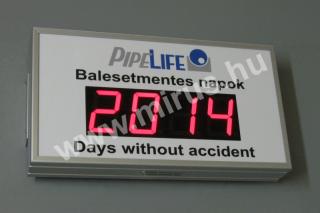 PIPELIFE
Balesetmentes napok
2014
Days without accident
www.mirus.hu